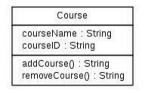 Course
courseName : String
courseID : String
addCourse() : String
removeCourse() : String